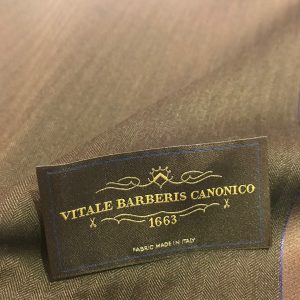 VITALE BARBERIS CANONICO
1663
FABRIC MADE IN ITALY